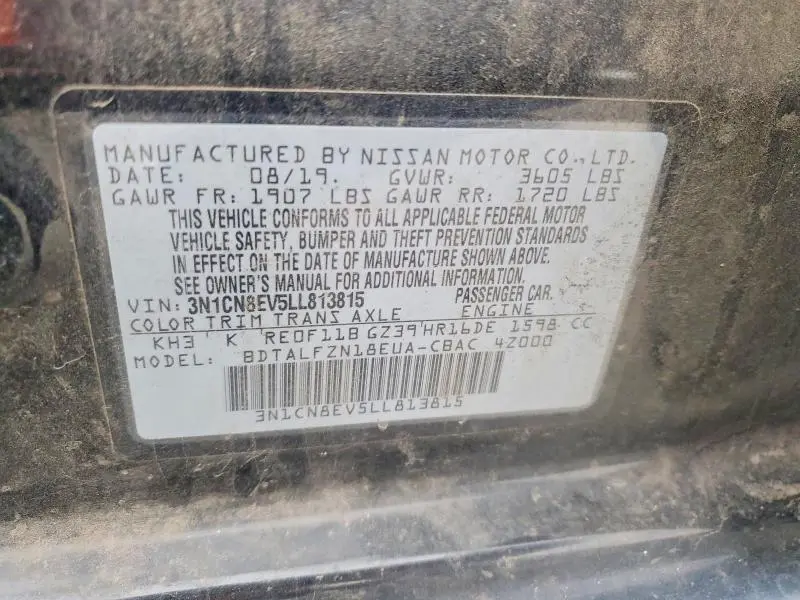 MANUFACTURED BY NISSAN MOTOR CO.,LTD.
DATE: 08/19. GVWR: 3605 LBS
GAWR FR: 1907 LBS GAWR RR: 1720 LBS
THIS VEHICLE CONFORMS TO ALL APPLICABLE FEDERAL MOTOR
VEHICLE SAFETY, BUMPER AND THEFT PREVENTION STANDARDS
IN EFFECT ON THE DATE OF MANUFACTURE SHOWN ABOVE.
SEE OWNER'S MANUAL FOR ADDITIONAL INFORMATION.
VIN: 3N1CN8EV5LL813815 PASSENGER CAR.
COLOR TRIM TRANS AXLE ENGINE
KH3 K RE0F11B GZ39 HR16DE 1598 CC
MODEL: BDTALFZN18EUA-CBAC 4Z000
3N1CN8EV5LL813815